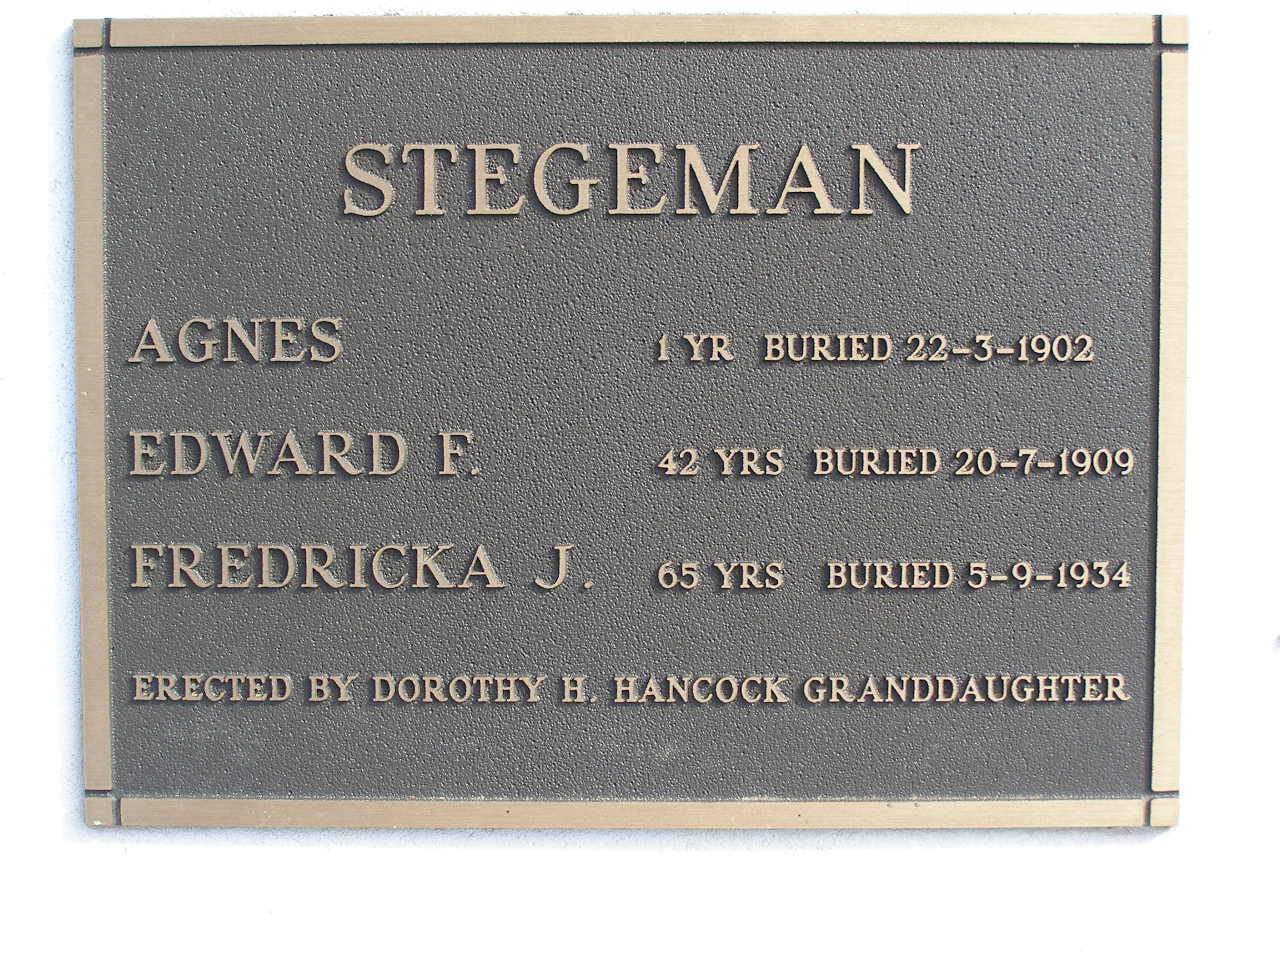 STEGEMAN
AGNES 1 YR BURIED 22-3-1902
EDWARD F. 42 YRS BURIED 20-7-1909
FREDRICKA J. 65 YRS BURIED 5-9-1934
ERECTED BY DOROTHY H. HANCOCK GRANDDAUGHTER